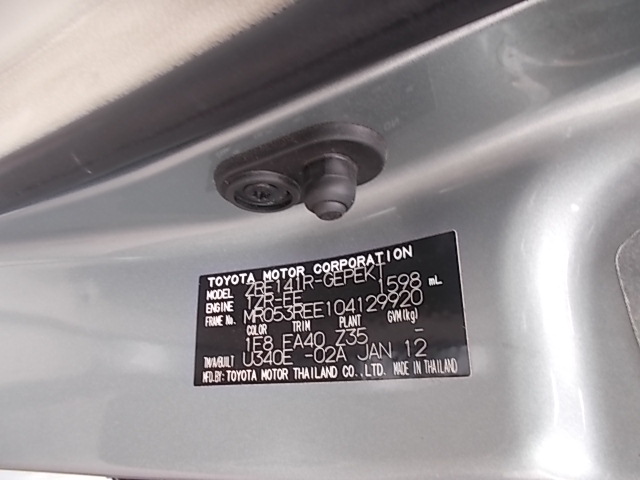 TOYOTA MOTOR CORPORATION
MODEL ZRE141R-GEPEKT
ENGINE 1ZR-FE 1598 mL
FRAME No. MR053REE104129920
COLOR TRIM PLANT GVM(kg)
1E8 FA40 Z35 -
T/M/A/BUILT U340E -02A JAN 12
MFD. BY: TOYOTA MOTOR THAILAND CO.,LTD. MADE IN THAILAND